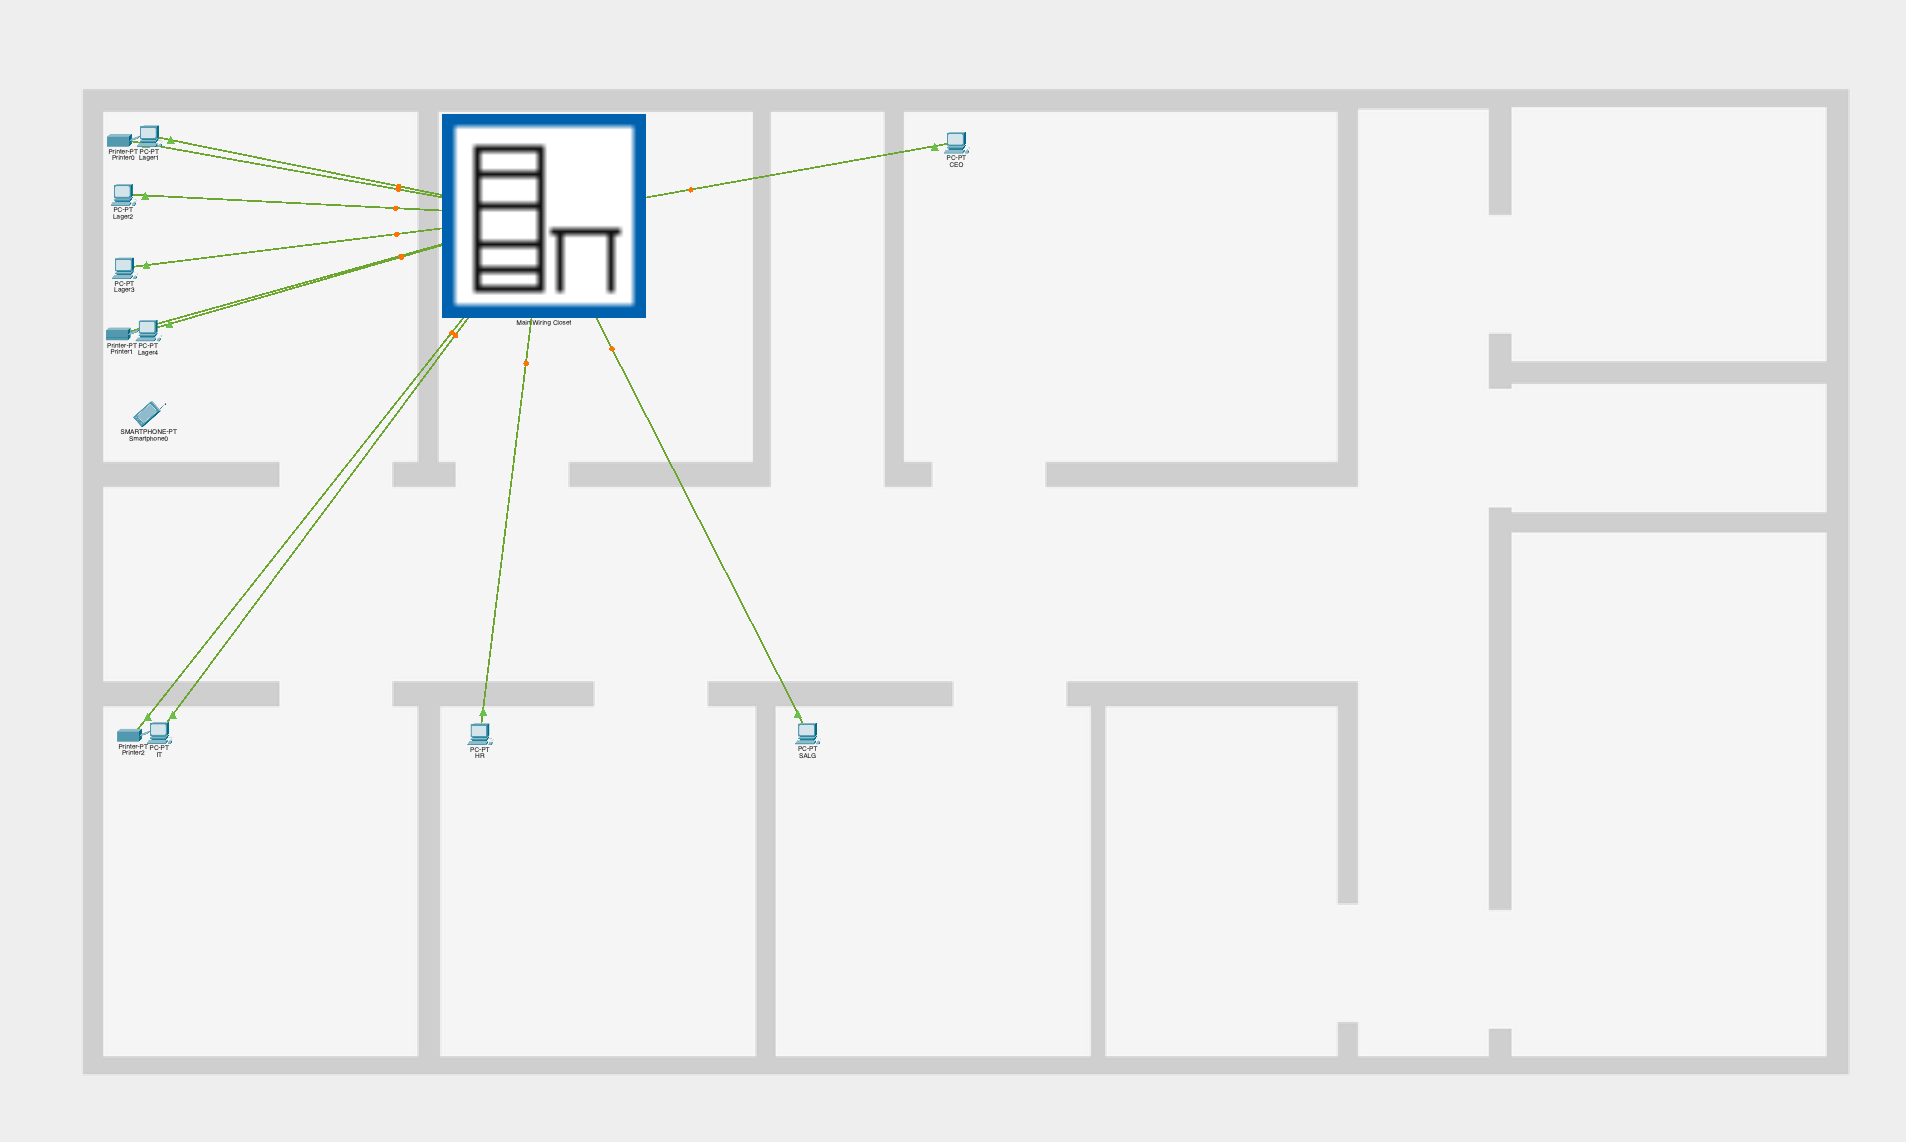 Printer-PT PC-PT
Printer0 Lager1
PC-PT
CEO
PC-PT
Lager2
PC-PT
Lager3
Main Wiring Closet
Printer-PT PC-PT
Printer1 Lager4
SMARTPHONE-PT
Smartphone0
Printer-PT PC-PT
Printer2 IT
PC-PT
HR
PC-PT
SALG